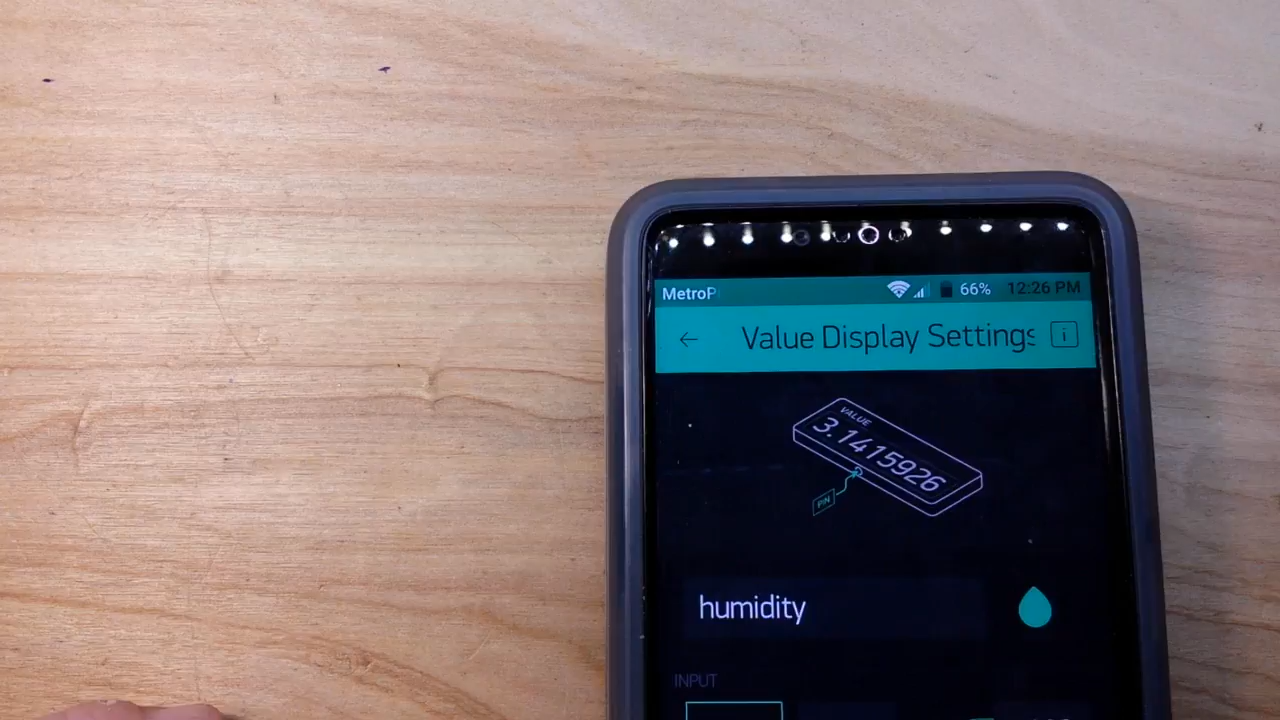 MetroP 66% 12:26 PM
Value Display Settings i
VALUE
3.1415926
PIN
humidity
INPUT